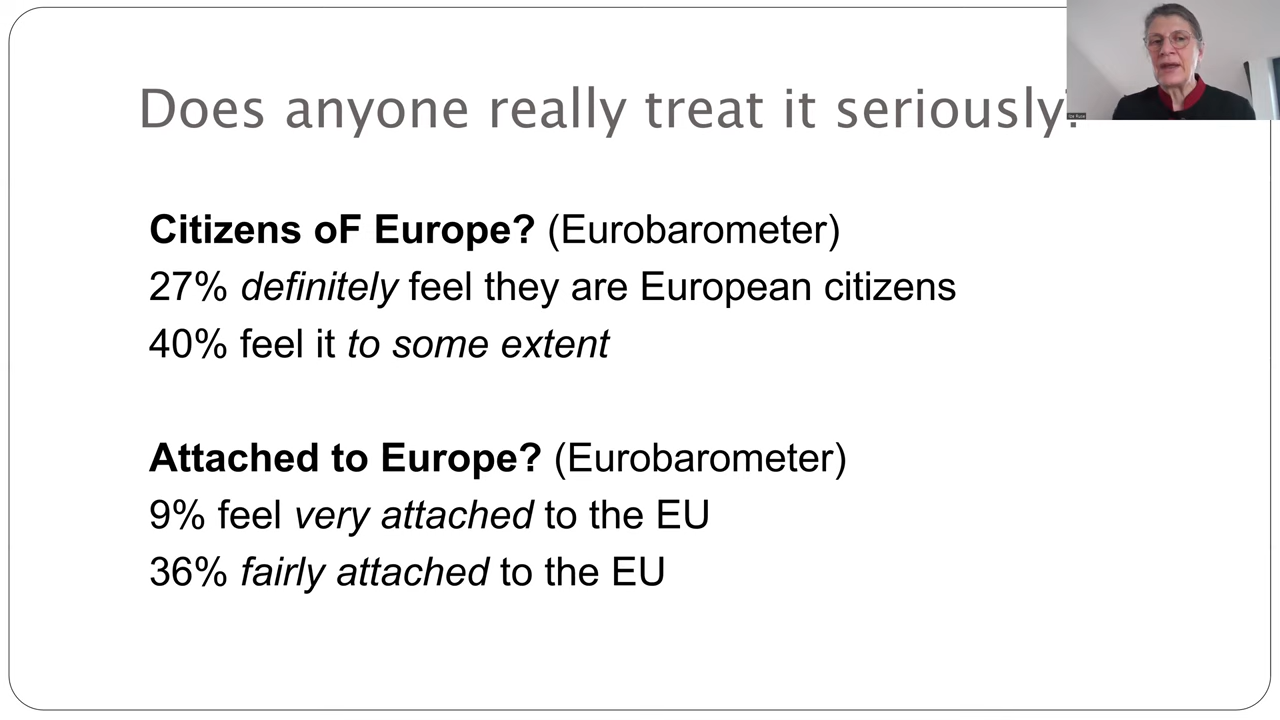 Does anyone really treat it seriously?
Citizens oF Europe? (Eurobarometer)
27% definitely feel they are European citizens
40% feel it to some extent
Attached to Europe? (Eurobarometer)
9% feel very attached to the EU
36% fairly attached to the EU